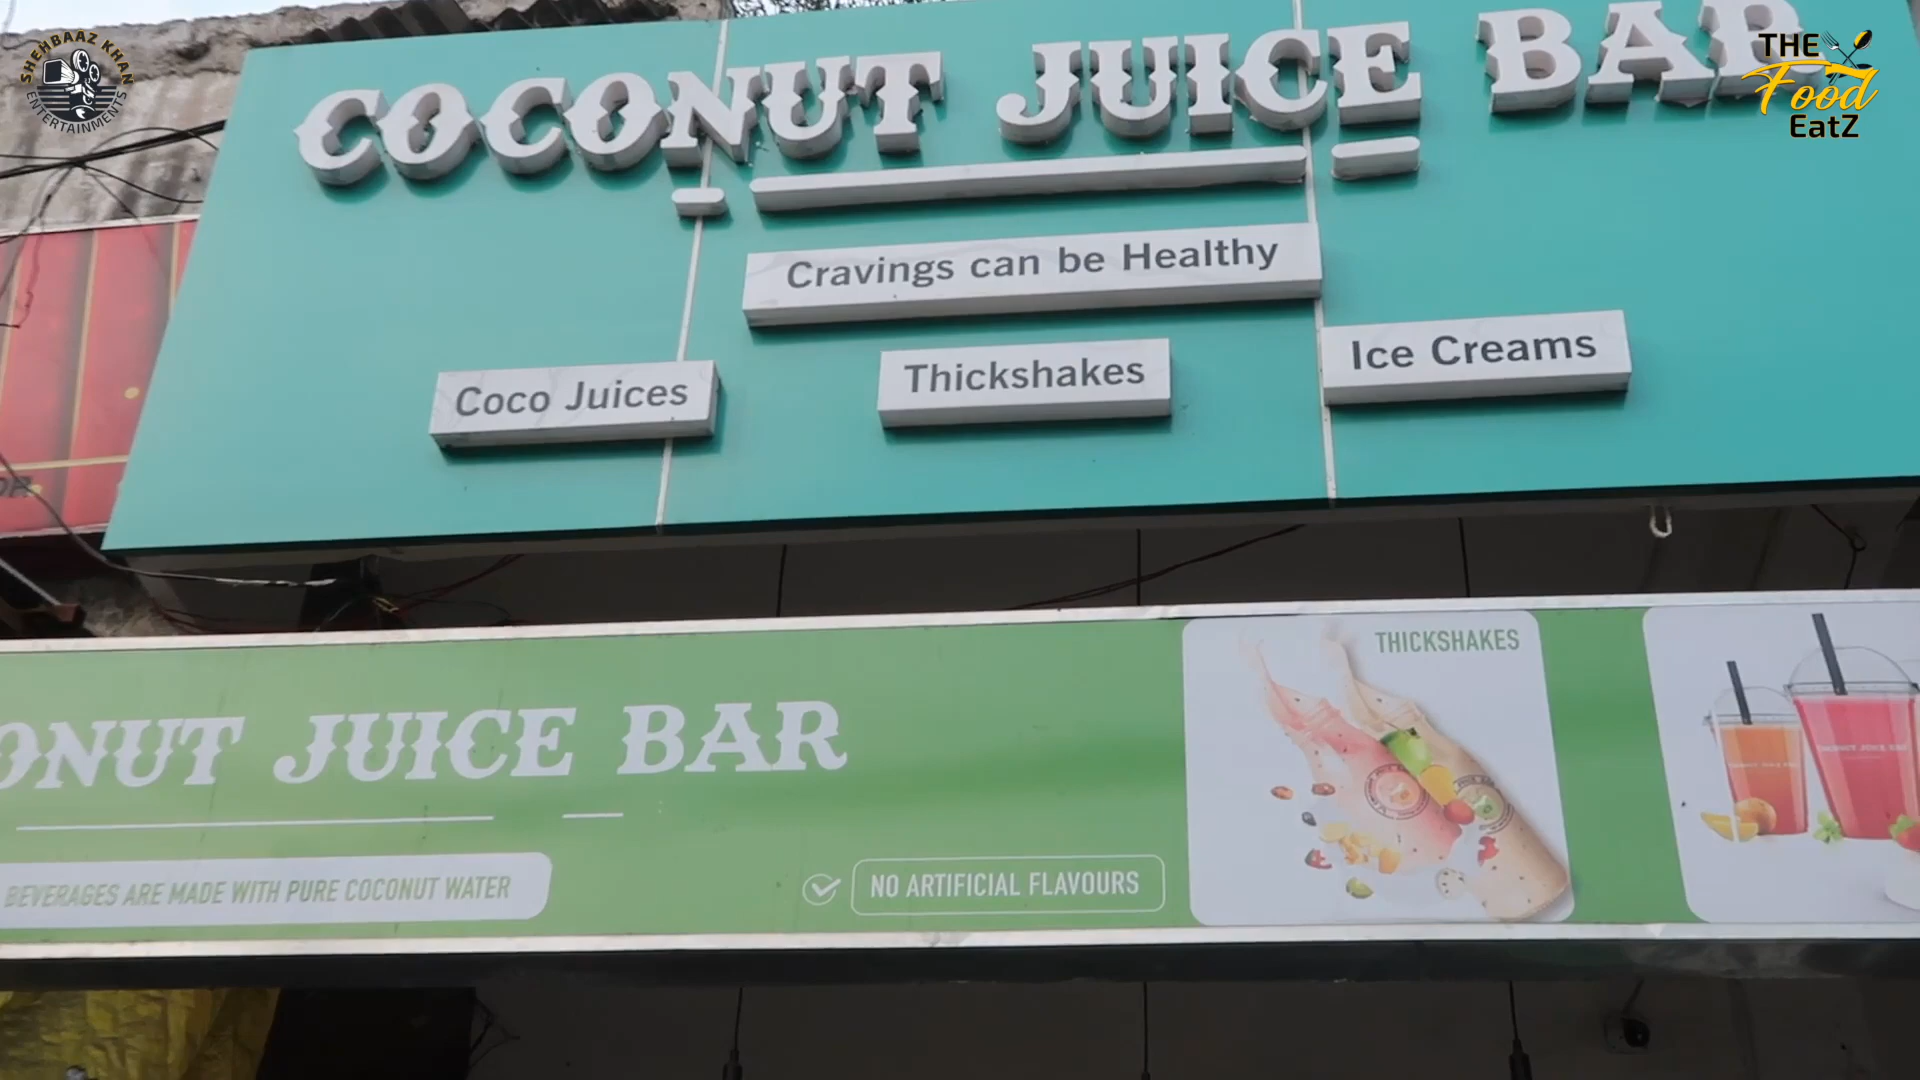 SHEHBAAZ KHAN
ENTERTAINMENTS
THE
Food
EatZ
COCONUT JUICE BAR
Cravings can be Healthy
Coco Juices
Thickshakes
Ice Creams
ONUT JUICE BAR
BEVERAGES ARE MADE WITH PURE COCONUT WATER
NO ARTIFICIAL FLAVOURS
THICKSHAKES